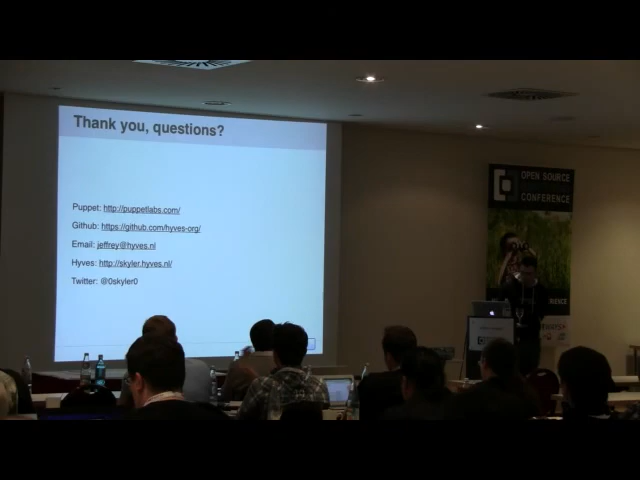 Thank you, questions?
Puppet: http://puppetlabs.com/
Github: https://github.com/hyves-org/
Email: jeffrey@hyves.nl
Hyves: http://skyler.hyves.nl/
Twitter: @0skyler0
OPEN SOURCE
CONFERENCE